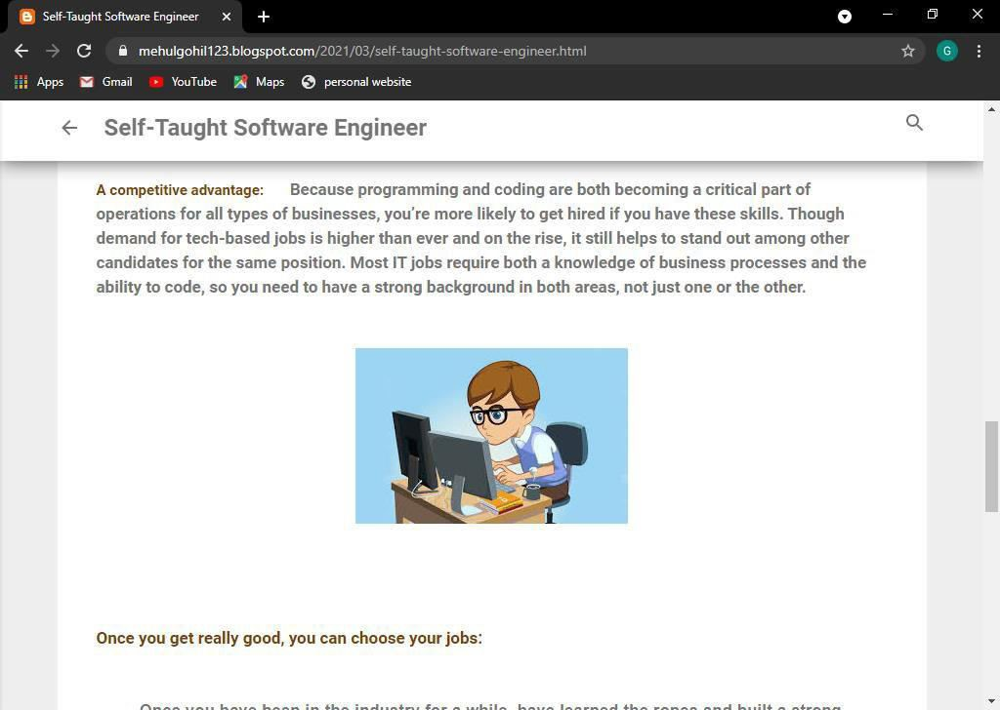 Self-Taught Software Engineer
mehulgohil123.blogspot.com/2021/03/self-taught-software-engineer.html
G
Apps Gmail YouTube Maps personal website
Self-Taught Software Engineer
A competitive advantage: Because programming and coding are both becoming a critical part of
operations for all types of businesses, you’re more likely to get hired if you have these skills. Though
demand for tech-based jobs is higher than ever and on the rise, it still helps to stand out among other
candidates for the same position. Most IT jobs require both a knowledge of business processes and the
ability to code, so you need to have a strong background in both areas, not just one or the other.
Once you get really good, you can choose your jobs:
Once you have been in the industry for a while, have learned the ropes and built a strong